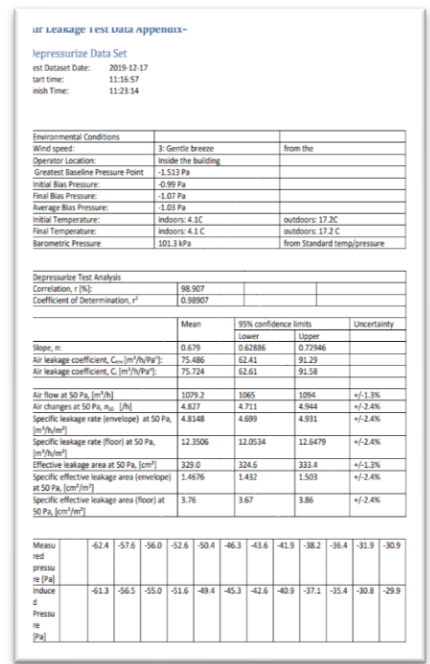 Air Leakage Test Data Appendix–
Depressurize Data Set
est Dataset Date: 2019-12-17
tart time: 11:16:57
inish Time: 11:23:14
Environmental Conditions
Wind speed: 3: Gentle breeze from the
Operator Location: Inside the building
Greatest Baseline Pressure Point -1.513 Pa
Initial Bias Pressure: -0.99 Pa
Final Bias Pressure: -1.07 Pa
Average Bias Pressure: -1.03 Pa
Initial Temperature: indoors: 4.1C outdoors: 17.2C
Final Temperature: indoors: 4.1 C outdoors: 17.2 C
Barometric Pressure 101.3 kPa from Standard temp/pressure
Depressurize Test Analysis
Correlation, r [%]: 98.907
Coefficient of Determination, r² 0.98907
Mean 95% confidence limits Uncertainty
Lower Upper
Slope, n: 0.679 0.62886 0.72946
Air leakage coefficient, Cenv [m³/h/Paⁿ]: 75.486 62.41 91.29
Air leakage coefficient, CL [m³/h/Paⁿ]: 75.724 62.61 91.58
Air flow at 50 Pa, [m³/h] 1079.2 1065 1094 +/-1.3%
Air changes at 50 Pa, n50 [/h] 4.827 4.711 4.944 +/-2.4%
Specific leakage rate (envelope) at 50 Pa, 4.8148 4.699 4.931 +/-2.4%
[m³/h/m²]
Specific leakage rate (floor) at 50 Pa, 12.3506 12.0534 12.6479 +/-2.4%
[m³/h/m²]
Effective leakage area at 50 Pa, [cm²] 329.0 324.6 333.4 +/-1.3%
Specific effective leakage area (envelope) 1.4676 1.432 1.503 +/-2.4%
at 50 Pa, [cm²/m²]
Specific effective leakage area (floor) at 3.76 3.67 3.86 +/-2.4%
50 Pa, [cm²/m²]
Measu -62.4 -57.6 -56.0 -52.6 -50.4 -46.3 -43.6 -41.9 -38.2 -36.4 -31.9 -30.9
red
pressu
re [Pa]
Induce -61.3 -56.5 -55.0 -51.6 -49.4 -45.3 -42.6 -40.9 -37.1 -35.4 -30.8 -29.9
d
Pressu
re
[Pa]